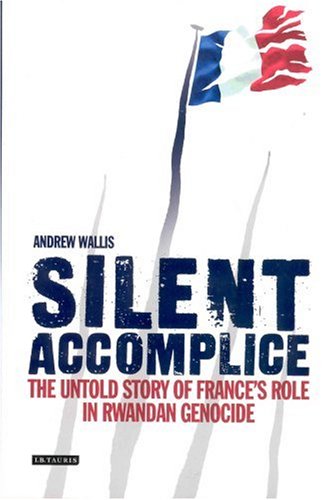 ANDREW WALLIS
SILENT
ACCOMPLICE
THE UNTOLD STORY OF FRANCE'S ROLE
IN RWANDAN GENOCIDE
I.B.TAURIS